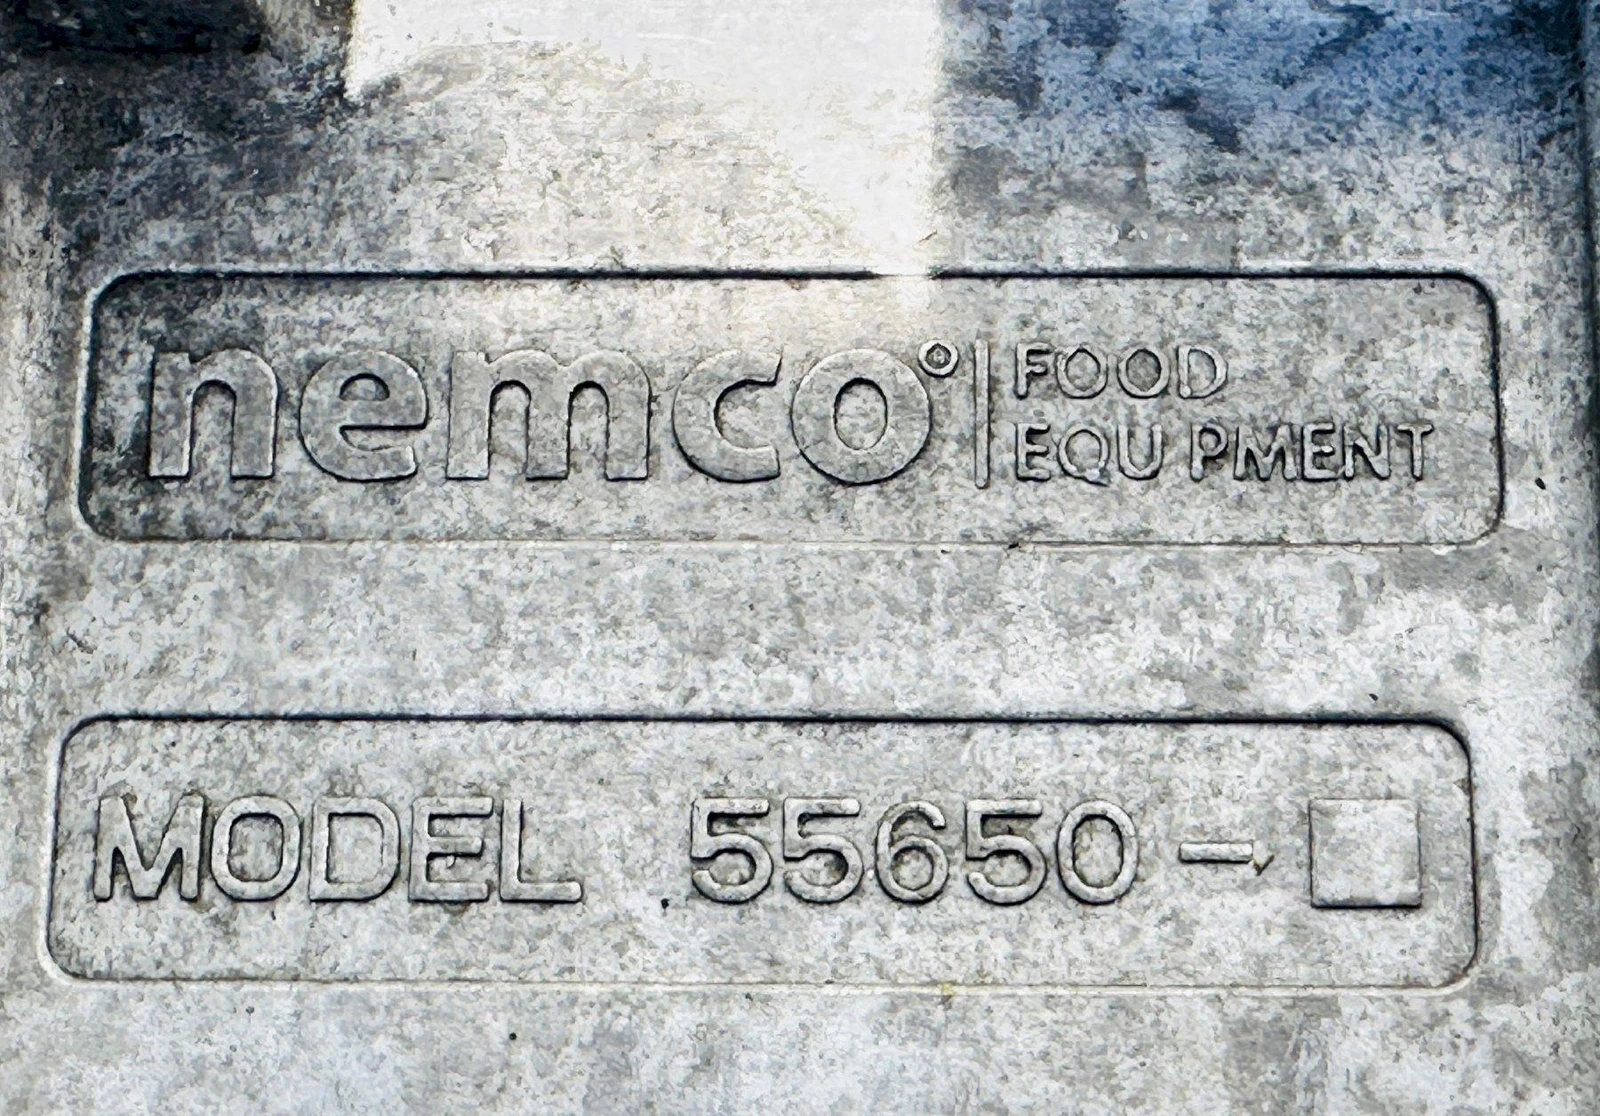 nemco® FOOD
EQU PMENT
MODEL 55650-